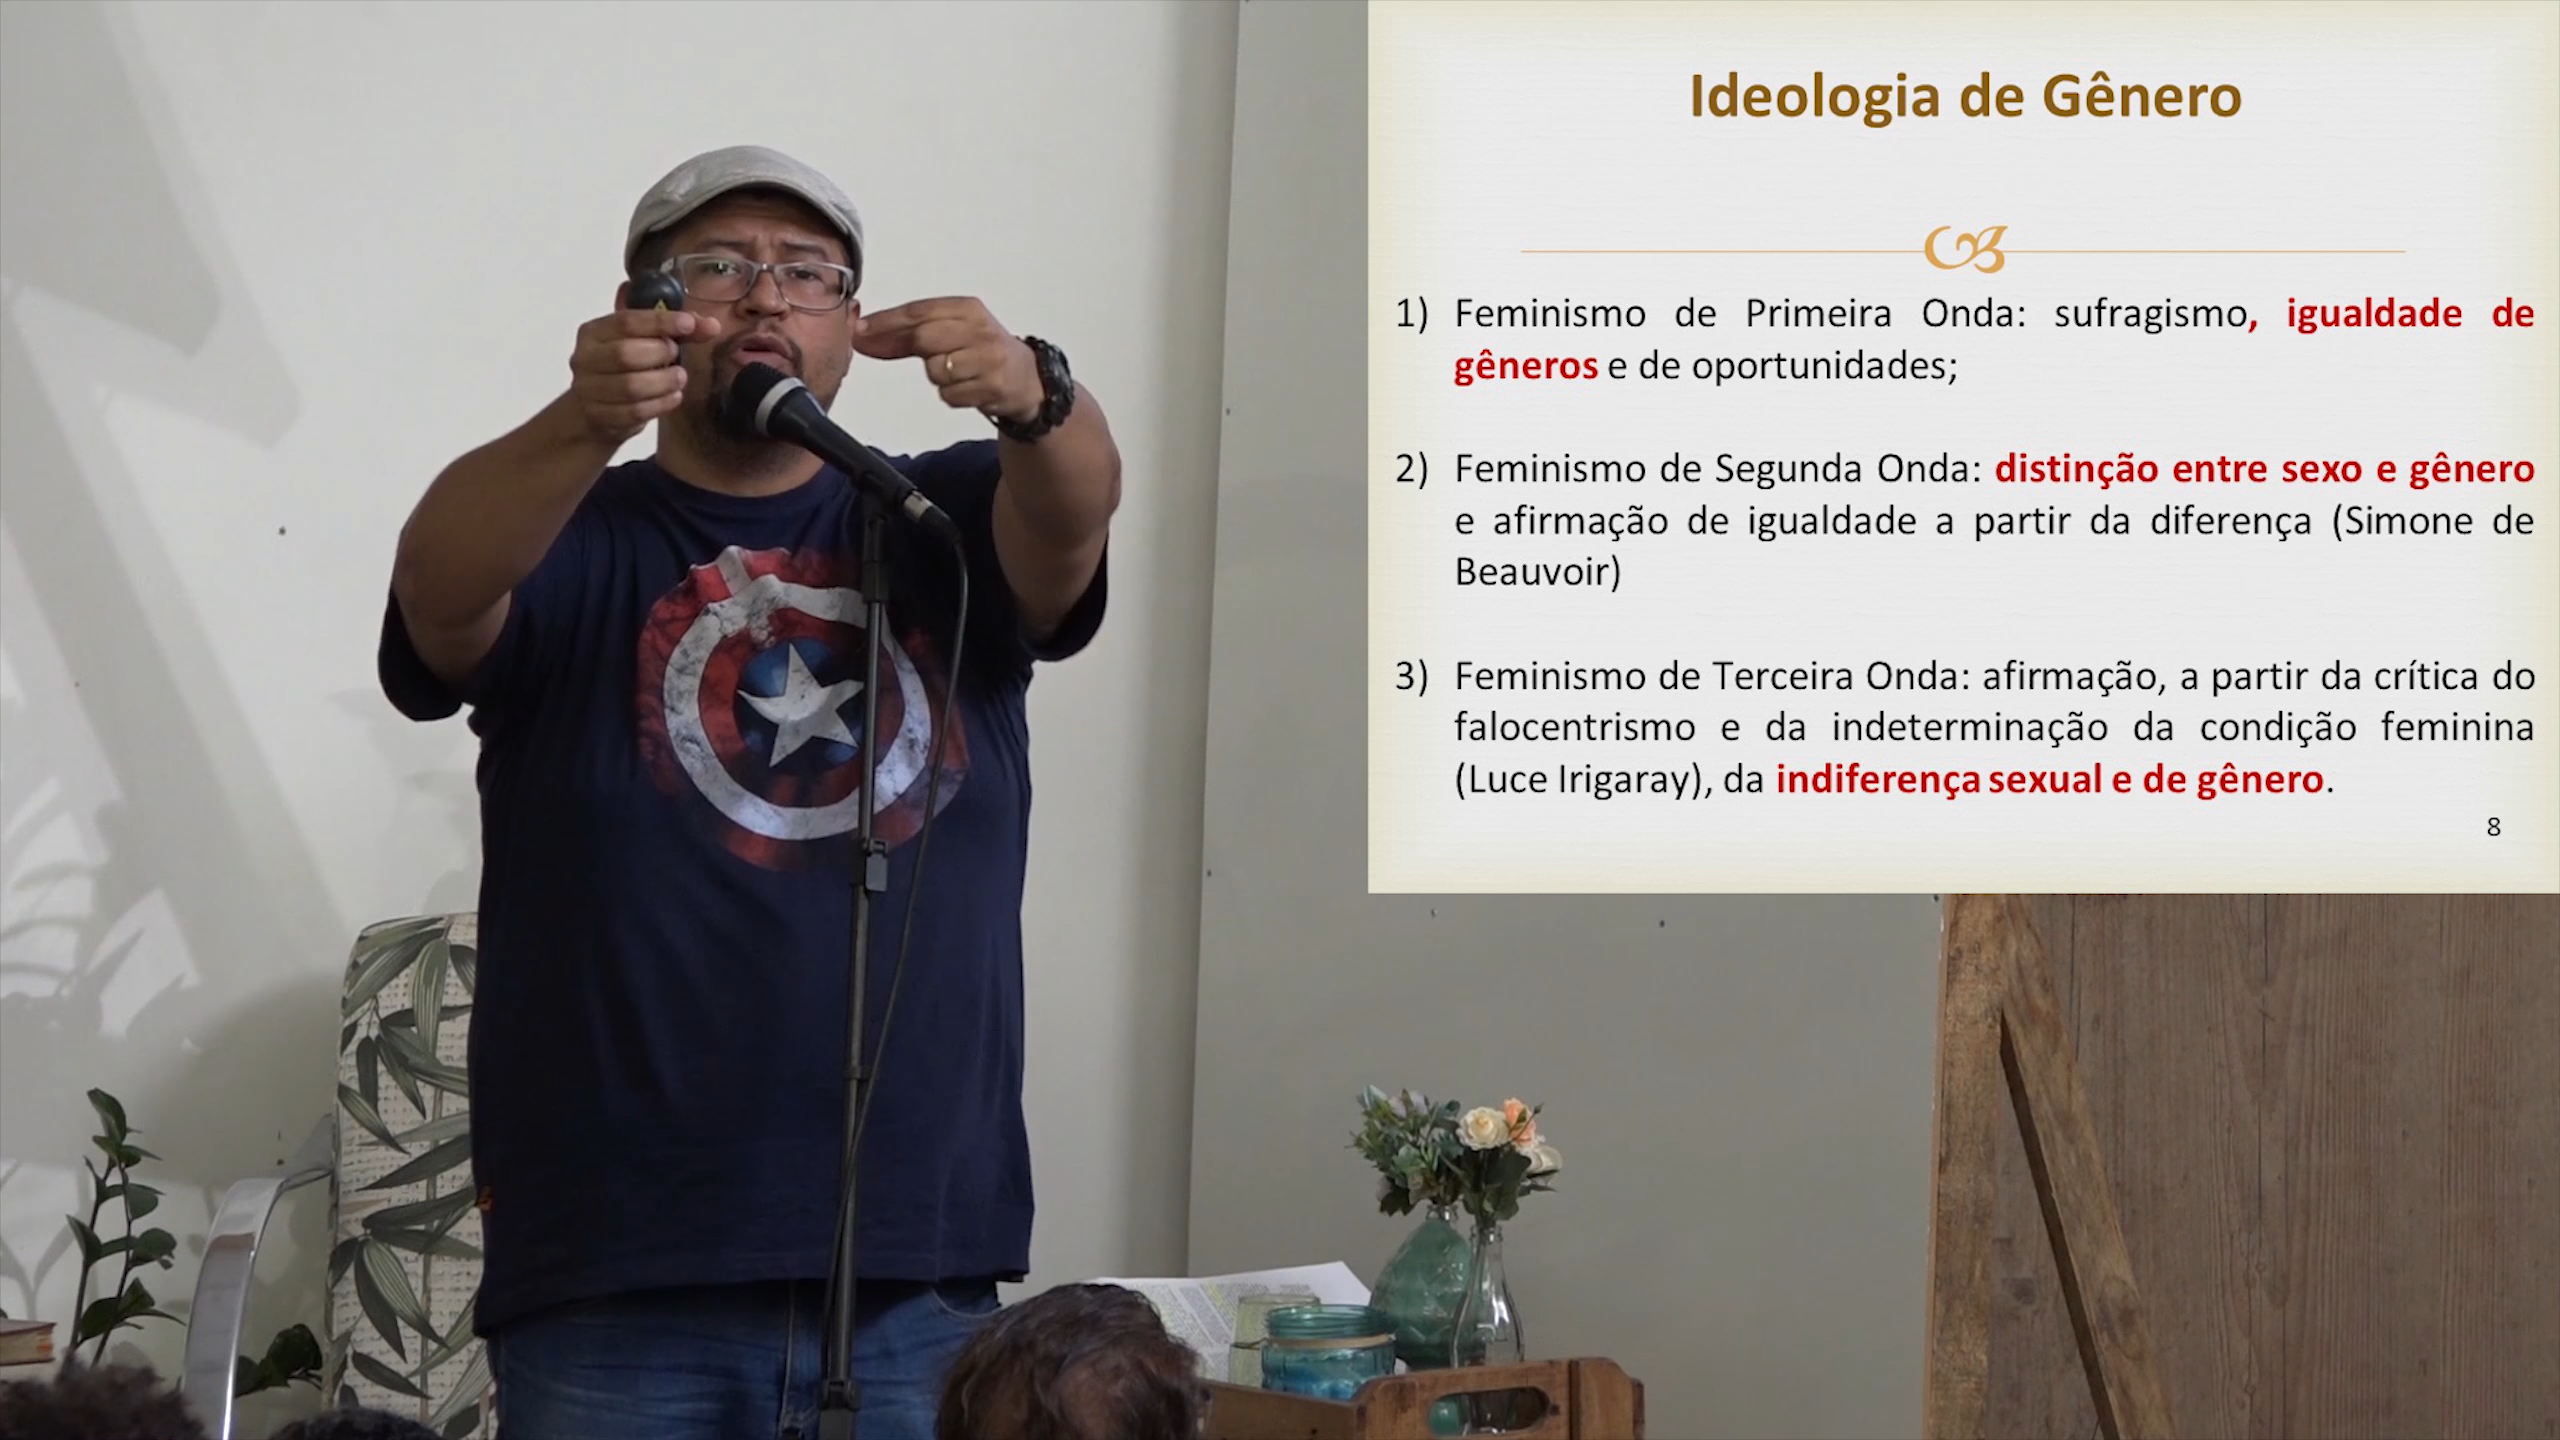 Ideologia de Gênero
1) Feminismo de Primeira Onda: sufragismo, igualdade de
gêneros e de oportunidades;
2) Feminismo de Segunda Onda: distinção entre sexo e gênero
e afirmação de igualdade a partir da diferença (Simone de
Beauvoir)
3) Feminismo de Terceira Onda: afirmação, a partir da crítica do
falocentrismo e da indeterminação da condição feminina
(Luce Irigaray), da indiferença sexual e de gênero.
8